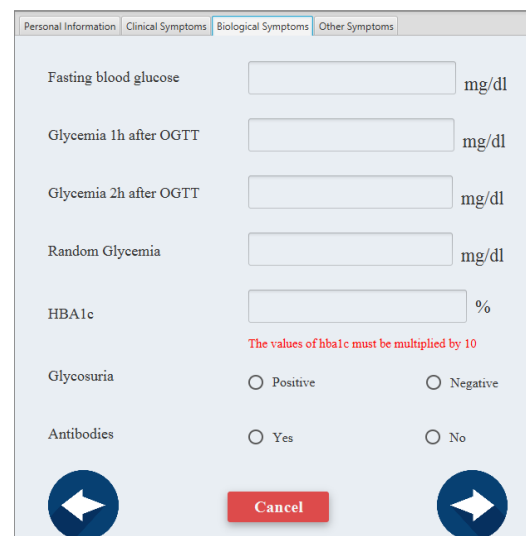 Personal Information Clinical Symptoms Biological Symptoms Other Symptoms
Fasting blood glucose mg/dl
Glycemia 1h after OGTT mg/dl
Glycemia 2h after OGTT mg/dl
Random Glycemia mg/dl
HBA1c %
The values of hba1c must be multiplied by 10
Glycosuria Positive Negative
Antibodies Yes No
Cancel